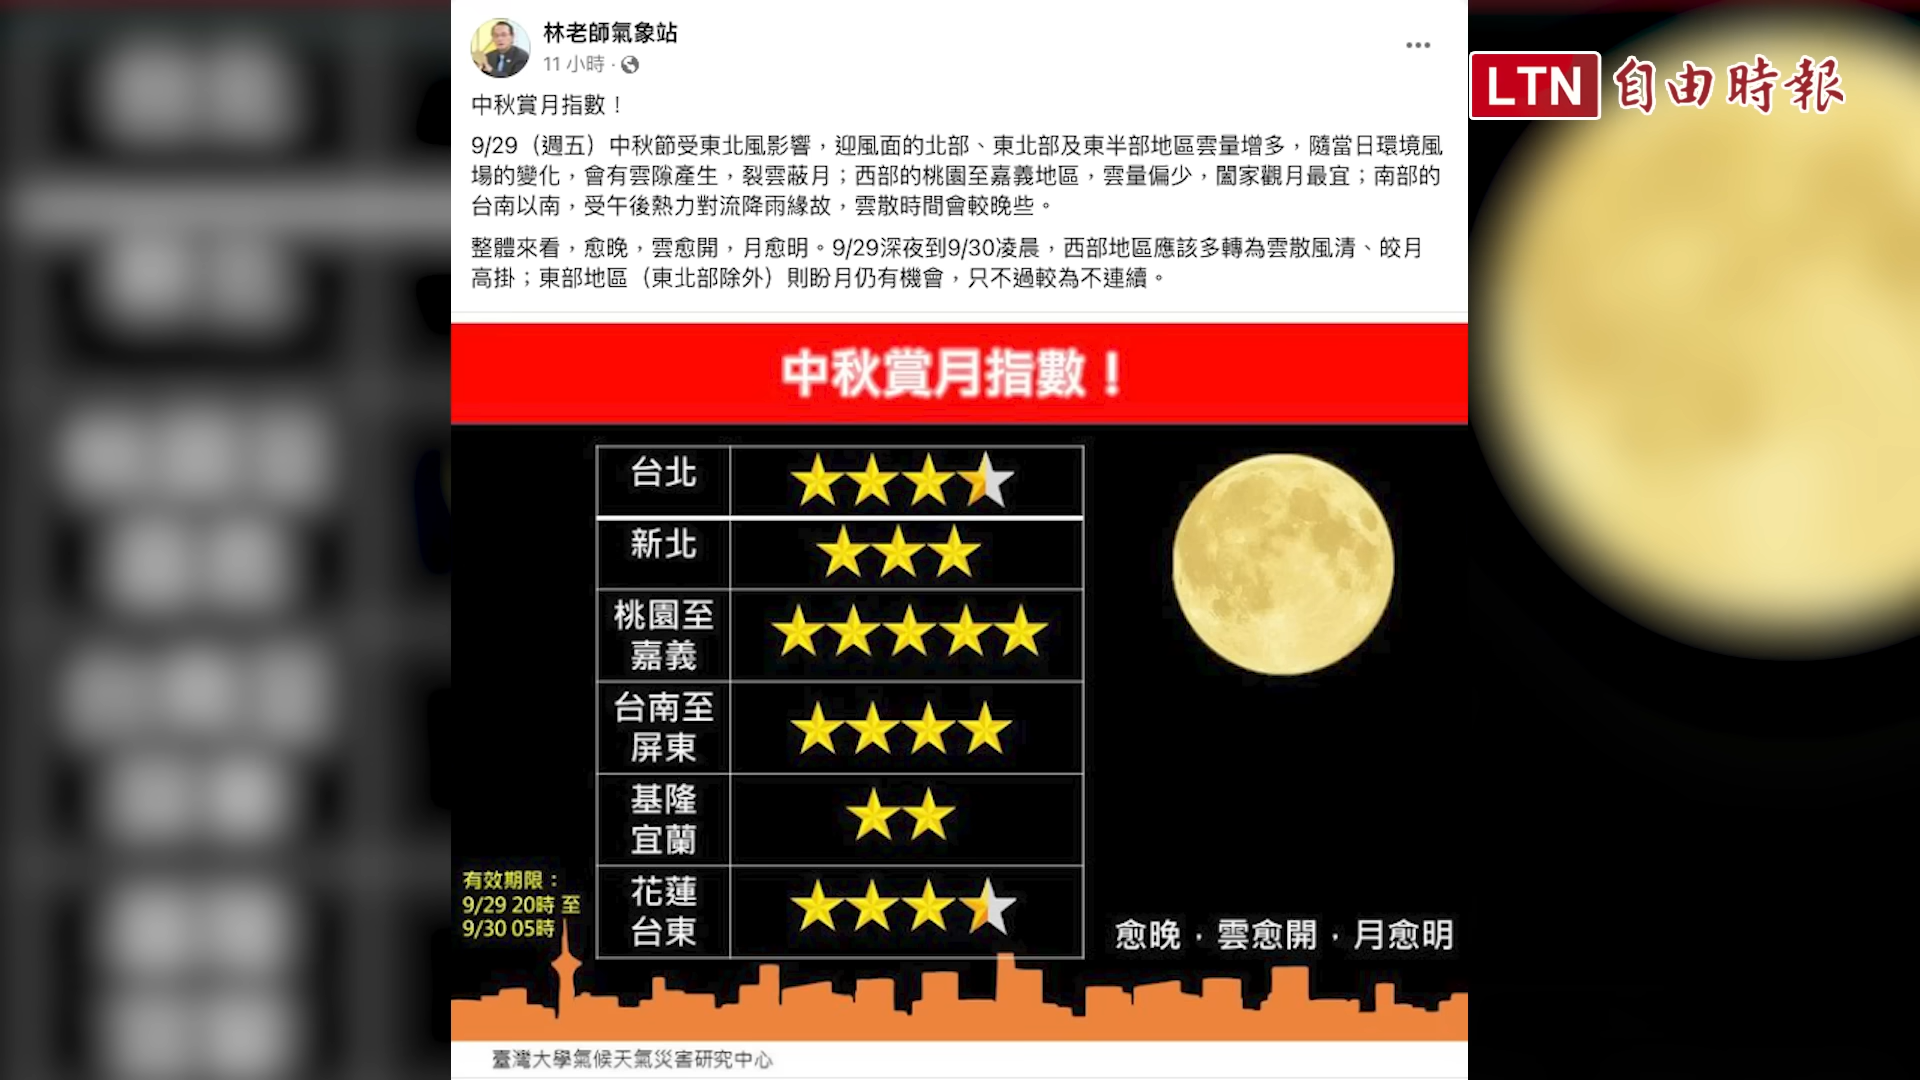 林老師氣象站
11 小時
LTN 自由時報
中秋賞月指數！
9/29（週五）中秋節受東北風影響，迎風面的北部、東北部及東半部地區雲量增多，隨當日環境風
場的變化，會有雲隙產生，裂雲蔽月；西部的桃園至嘉義地區，雲量偏少，闔家觀月最宜；南部的
台南以南，受午後熱力對流降雨緣故，雲散時間會較晚些。
整體來看，愈晚，雲愈開，月愈明。9/29深夜到9/30凌晨，西部地區應該多轉為雲散風清、皎月
高掛；東部地區（東北部除外）則盼月仍有機會，只不過較為不連續。
中秋賞月指數！
台北
新北
桃園至
嘉義
台南至
屏東
基隆
宜蘭
花蓮
台東
有效期限：
9/29 20時 至
9/30 05時
愈晚，雲愈開，月愈明
臺灣大學氣候天氣災害研究中心